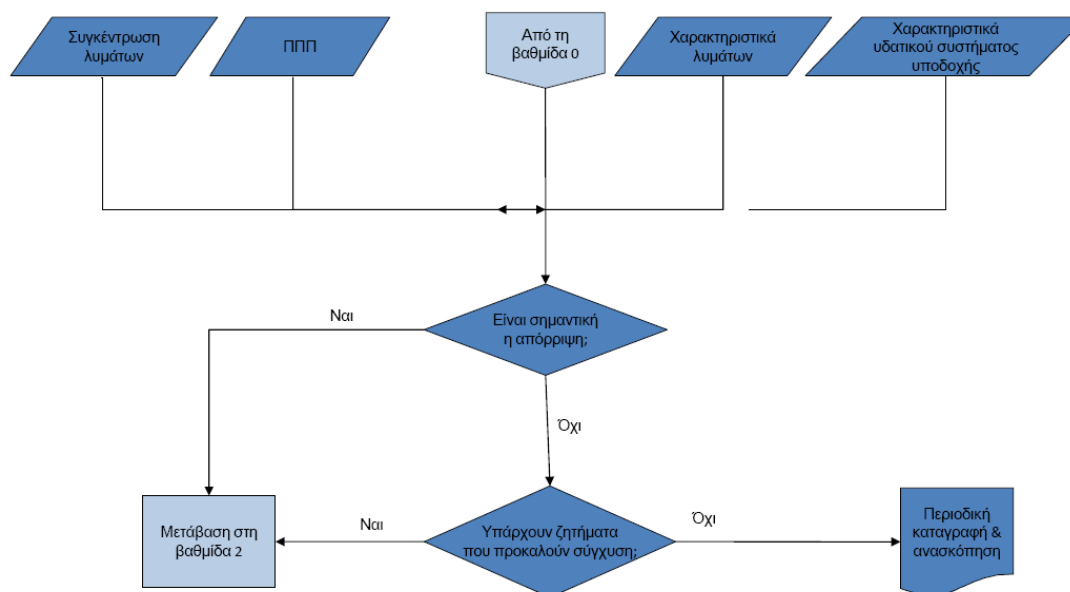 Συγκέντρωση
λυμάτων
ΠΠΠ
Από τη
βαθμίδα 0
Χαρακτηριστικά
λυμάτων
Χαρακτηριστικά
υδατικού συστήματος
υποδοχής
Ναι
Είναι σημαντική
η απόρριψη;
Όχι
Μετάβαση στη
βαθμίδα 2
Ναι
Υπάρχουν ζητήματα
που προκαλούν σύγχυση;
Όχι
Περιοδική
καταγραφή &
ανασκόπηση